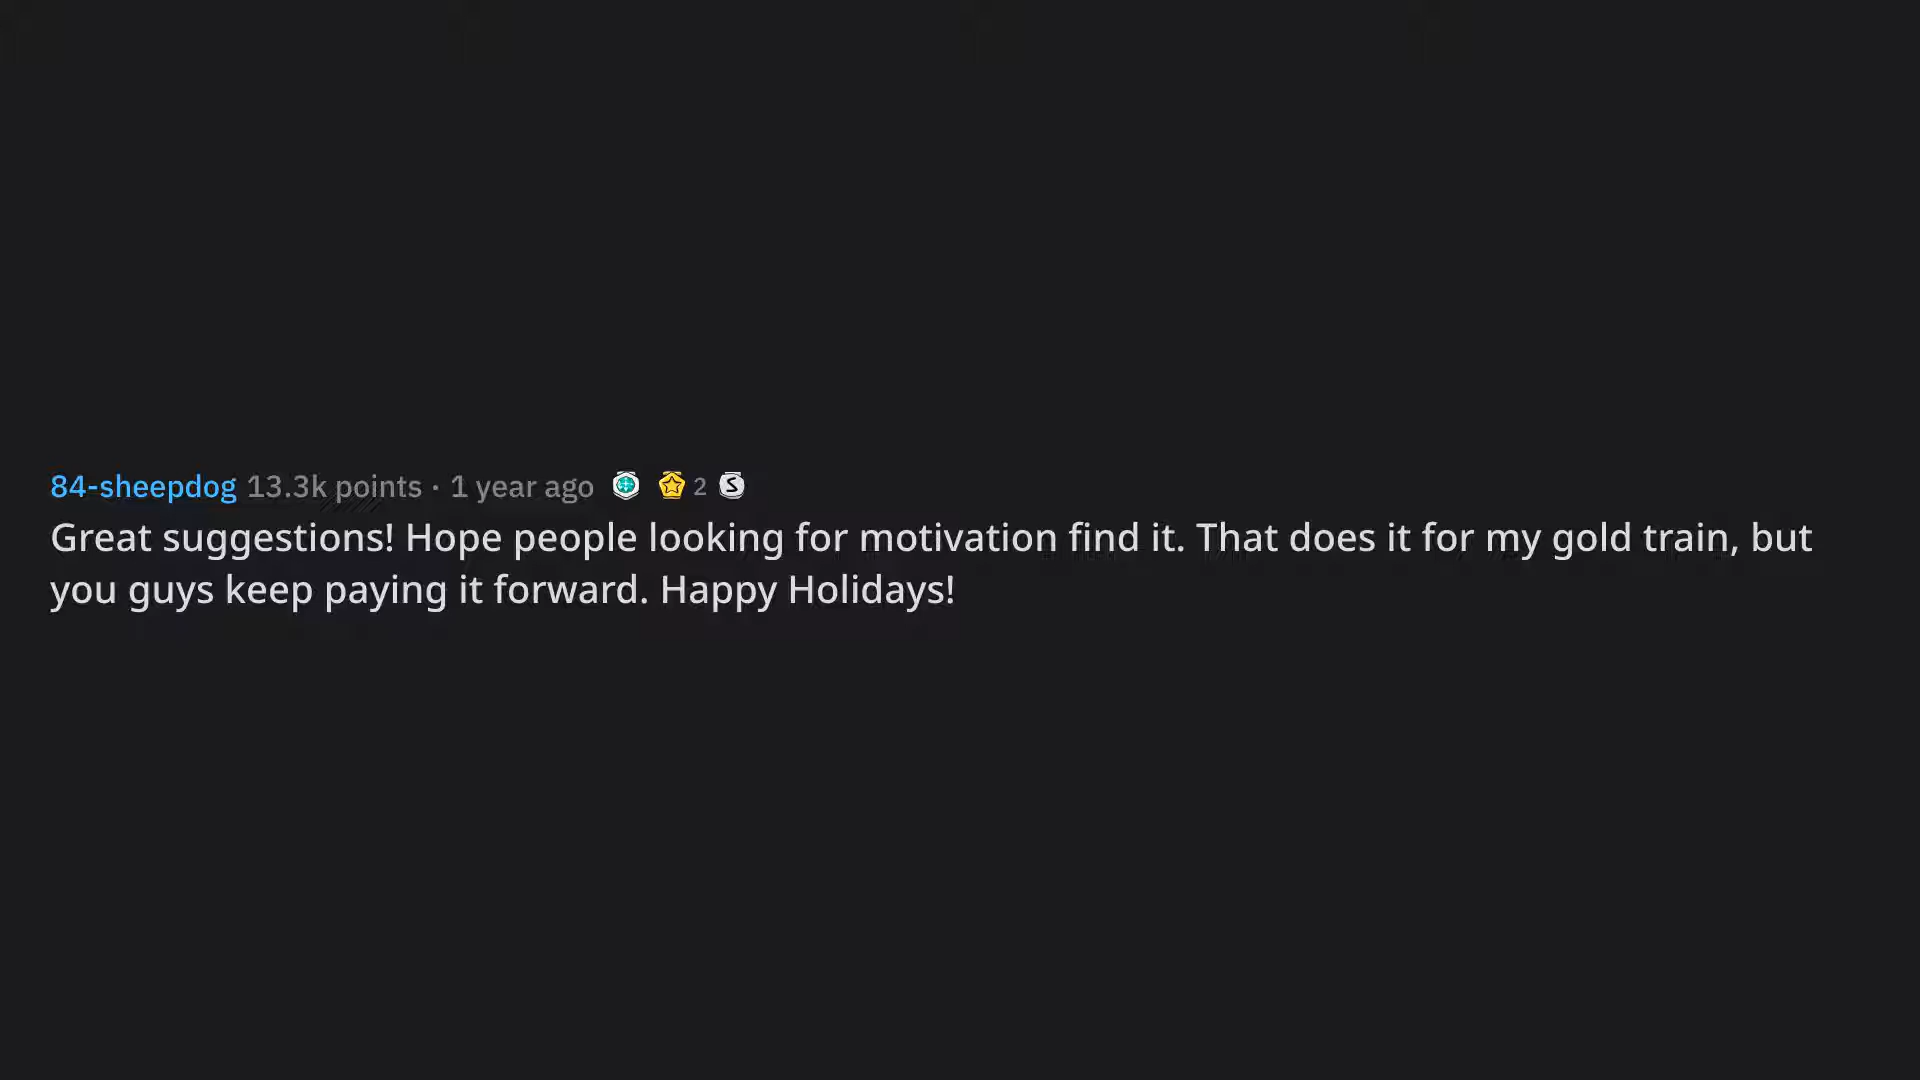 84-sheepdog 13.3k points · 1 year ago 2 S
Great suggestions! Hope people looking for motivation find it. That does it for my gold train, but
you guys keep paying it forward. Happy Holidays!